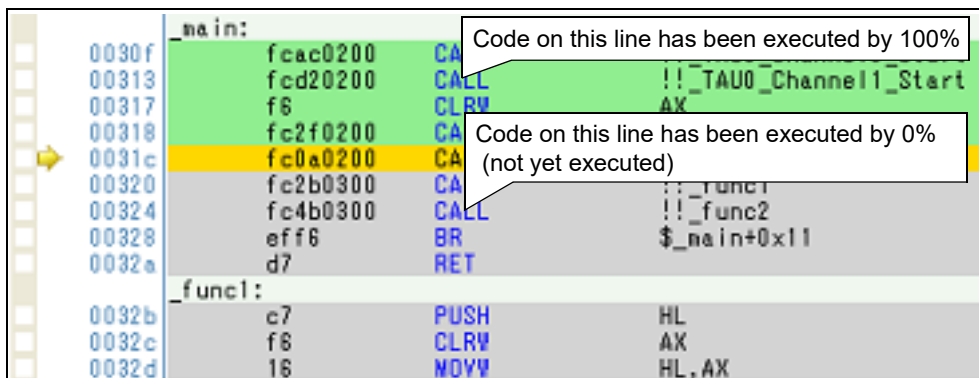 _main:
0030f fcac0200 CA
Code on this line has been executed by 100%
00313 fcd20200 CALL !!_TAU0_Channel1_Start
00317 f6 CLRW AX
00318 fc2f0200 CA
Code on this line has been executed by 0%
(not yet executed)
0031c fc0a0200 CA
00320 fc2b0300 CA !!_func1
00324 fc4b0300 CALL !!_func2
00328 eff6 BR $_main+0x11
0032a d7 RET
_func1:
0032b c7 PUSH HL
0032c f6 CLRW AX
0032d 16 MOVW HL,AX